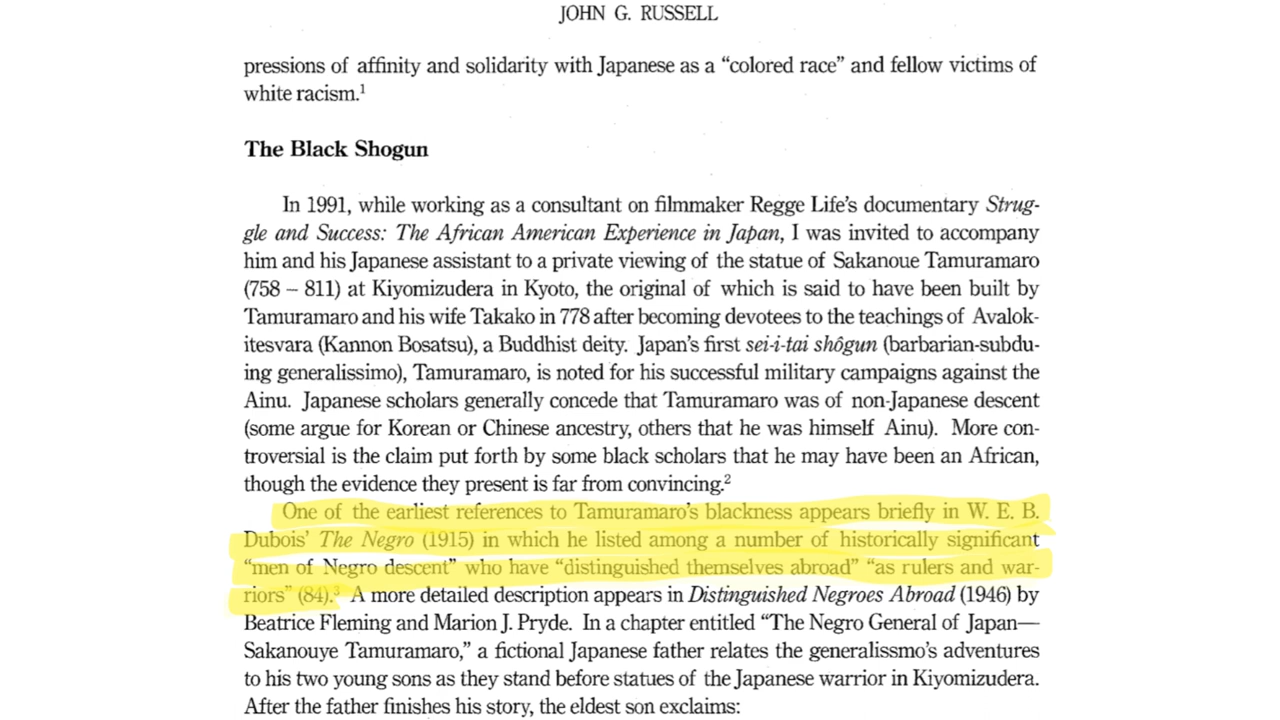 JOHN G. RUSSELL
pressions of affinity and solidarity with Japanese as a “colored race” and fellow victims of
white racism.¹
The Black Shogun
In 1991, while working as a consultant on filmmaker Regge Life’s documentary Strug-
gle and Success: The African American Experience in Japan, I was invited to accompany
him and his Japanese assistant to a private viewing of the statue of Sakanoue Tamuramaro
(758 – 811) at Kiyomizudera in Kyoto, the original of which is said to have been built by
Tamuramaro and his wife Takako in 778 after becoming devotees to the teachings of Avalok-
itesvara (Kannon Bosatsu), a Buddhist deity. Japan’s first sei-i-tai shôgun (barbarian-subdu-
ing generalissimo), Tamuramaro, is noted for his successful military campaigns against the
Ainu. Japanese scholars generally concede that Tamuramaro was of non-Japanese descent
(some argue for Korean or Chinese ancestry, others that he was himself Ainu). More con-
troversial is the claim put forth by some black scholars that he may have been an African,
though the evidence they present is far from convincing.²
One of the earliest references to Tamuramaro’s blackness appears briefly in W. E. B.
Dubois’ The Negro (1915) in which he listed among a number of historically significant
“men of Negro descent” who have “distinguished themselves abroad” “as rulers and war-
riors” (84).³ A more detailed description appears in Distinguished Negroes Abroad (1946) by
Beatrice Fleming and Marion J. Pryde. In a chapter entitled “The Negro General of Japan—
Sakanouye Tamuramaro,” a fictional Japanese father relates the generalissmo’s adventures
to his two young sons as they stand before statues of the Japanese warrior in Kiyomizudera.
After the father finishes his story, the eldest son exclaims: